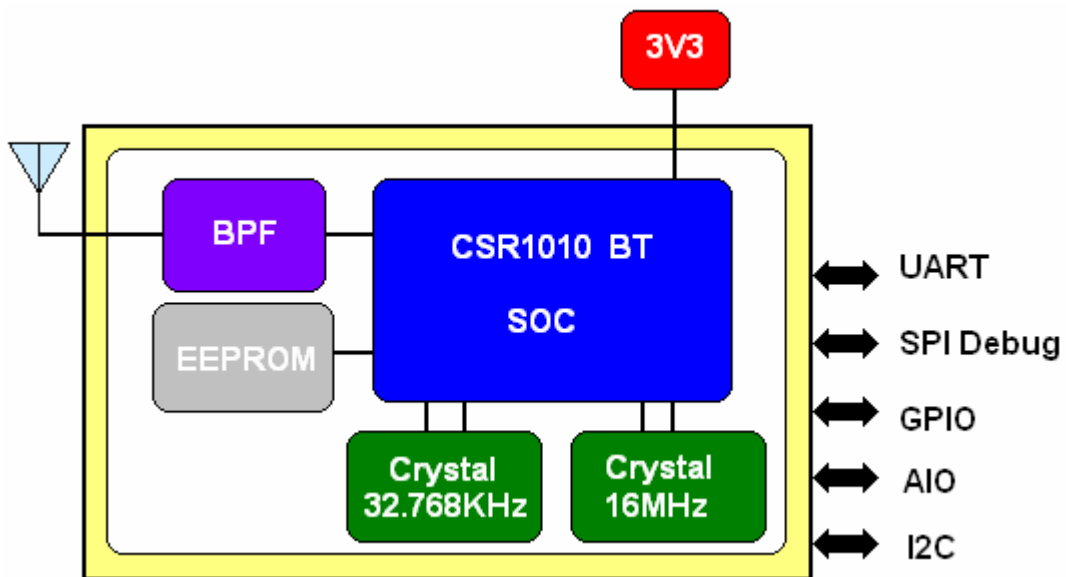 3V3
BPF
CSR1010 BT
SOC
EEPROM
Crystal
32.768KHz
Crystal
16MHz
UART
SPI Debug
GPIO
AIO
I2C